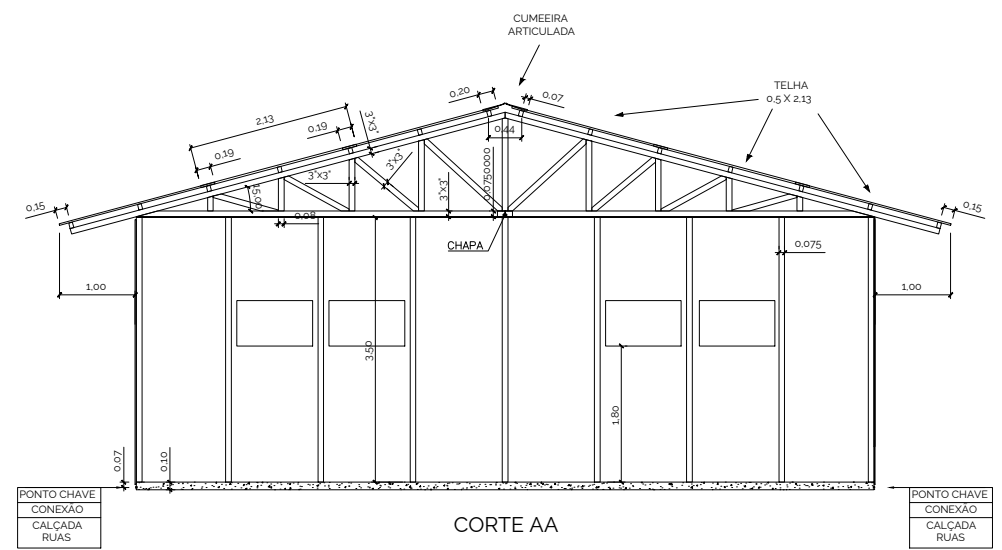 CUMEEIRA
ARTICULADA
TELHA
0.5 X 2,13
0,20
0,07
2,13
0,19
3"x3"
0,44
0,19
3"x3"
3"x3"
15,00
3"x3"
0,075000
0,15
0,08
0,15
CHAPA
0,075
1,00
1,00
3,50
1,80
0,07
0,10
PONTO CHAVE
CONEXÃO
CALÇADA
RUAS
PONTO CHAVE
CONEXÃO
CALÇADA
RUAS
CORTE AA